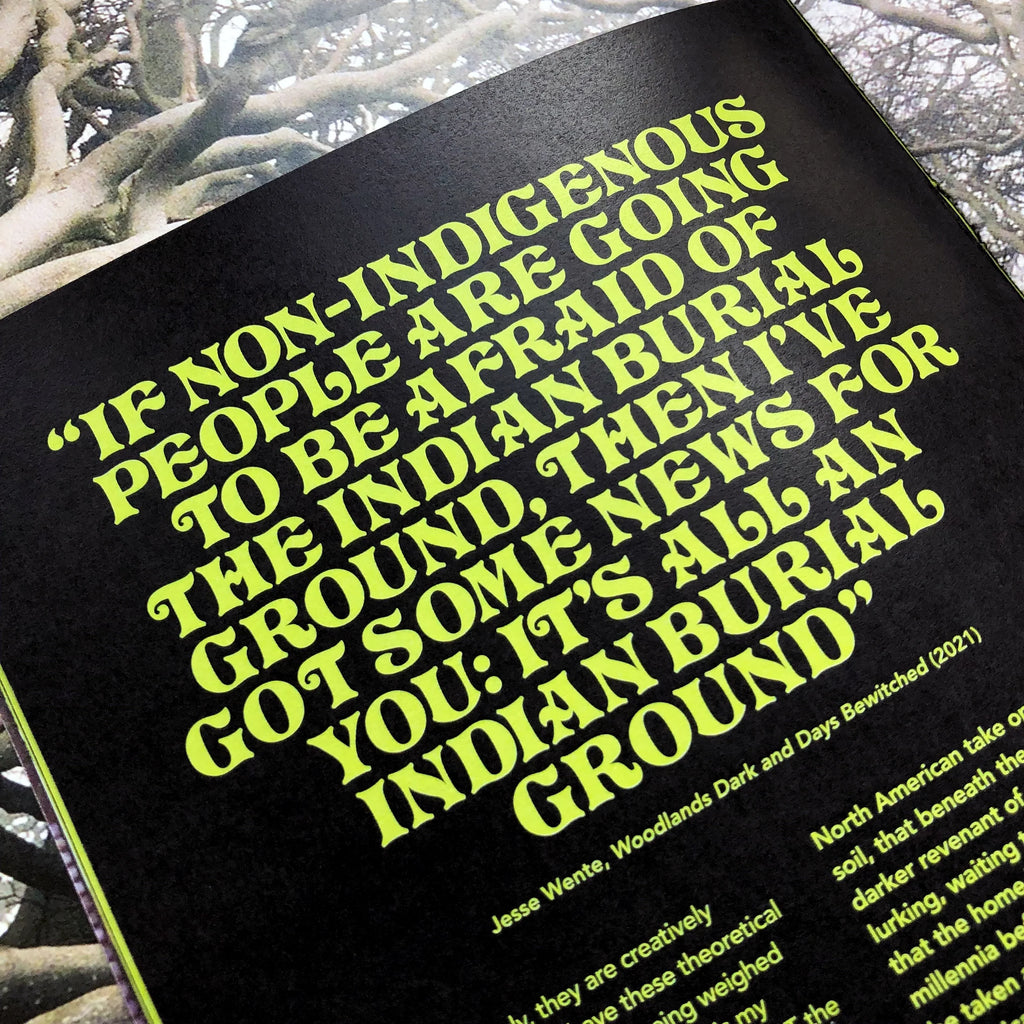 “IF NON-INDIGENOUS
PEOPLE ARE GOING
TO BE AFRAID OF
THE INDIAN BURIAL
GROUND, THEN I’VE
GOT SOME NEWS FOR
YOU: IT’S ALL AN
INDIAN BURIAL
GROUND”
Jesse Wente, Woodlands Dark and Days Bewitched (2021)
they are creatively
these theoretical
weighed
my
the
North American take
soil, that beneath the
darker revenant of
lurking, waiting
that the home
millennia
taken